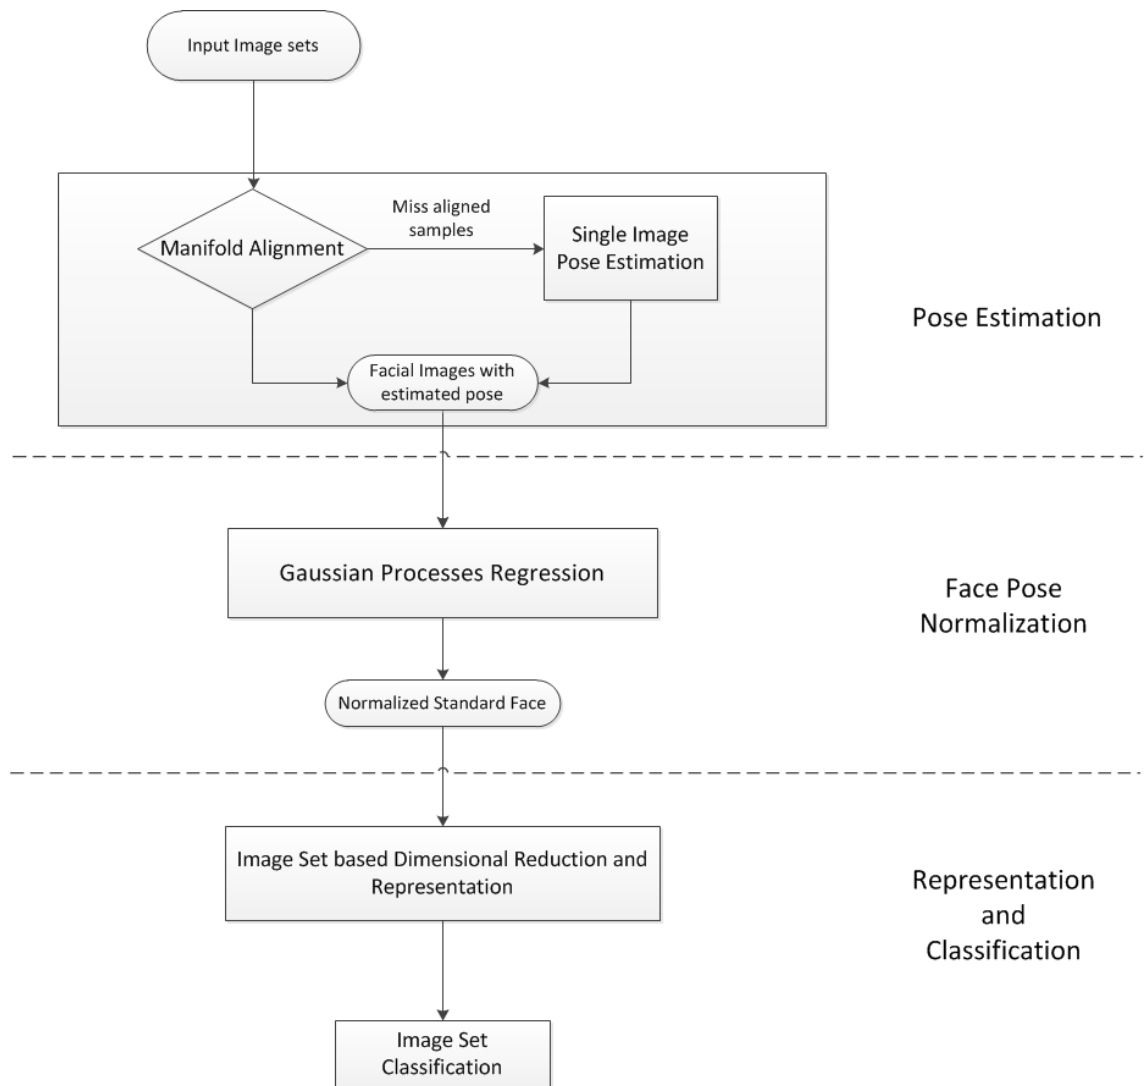 Input Image sets
Miss aligned
samples
Manifold Alignment
Single Image
Pose Estimation
Pose Estimation
Facial Images with
estimated pose
Gaussian Processes Regression
Face Pose
Normalization
Normalized Standard Face
Image Set based Dimensional Reduction and
Representation
Representation
and
Classification
Image Set
Classification